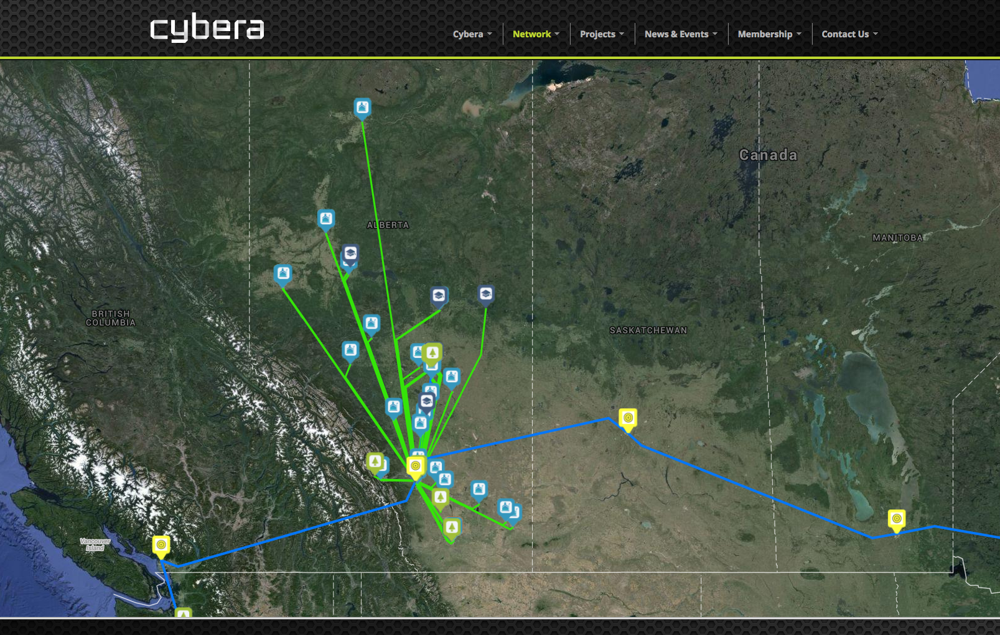 cybera
Cybera
Network
Projects
News & Events
Membership
Contact Us
Canada
ALBERTA
MANITOBA
BRITISH
COLUMBIA
SASKATCHEWAN
Vancouver
Island